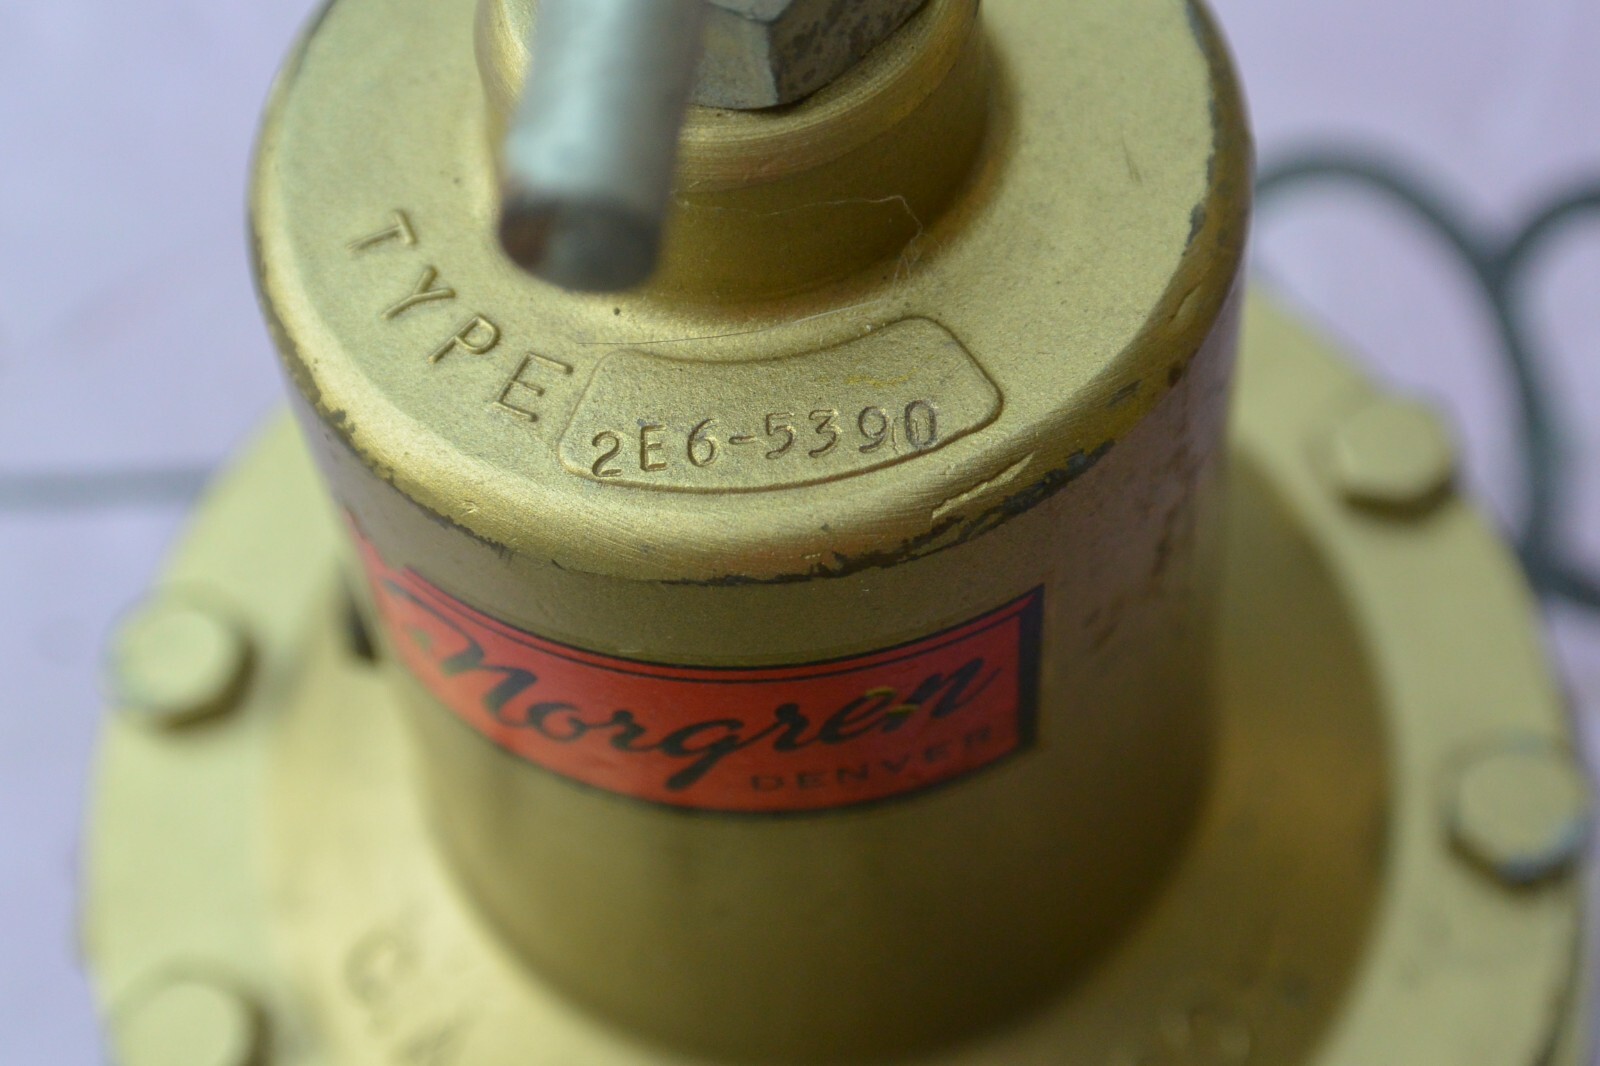 TYPE 2E6-5390
Norgren
DENVER